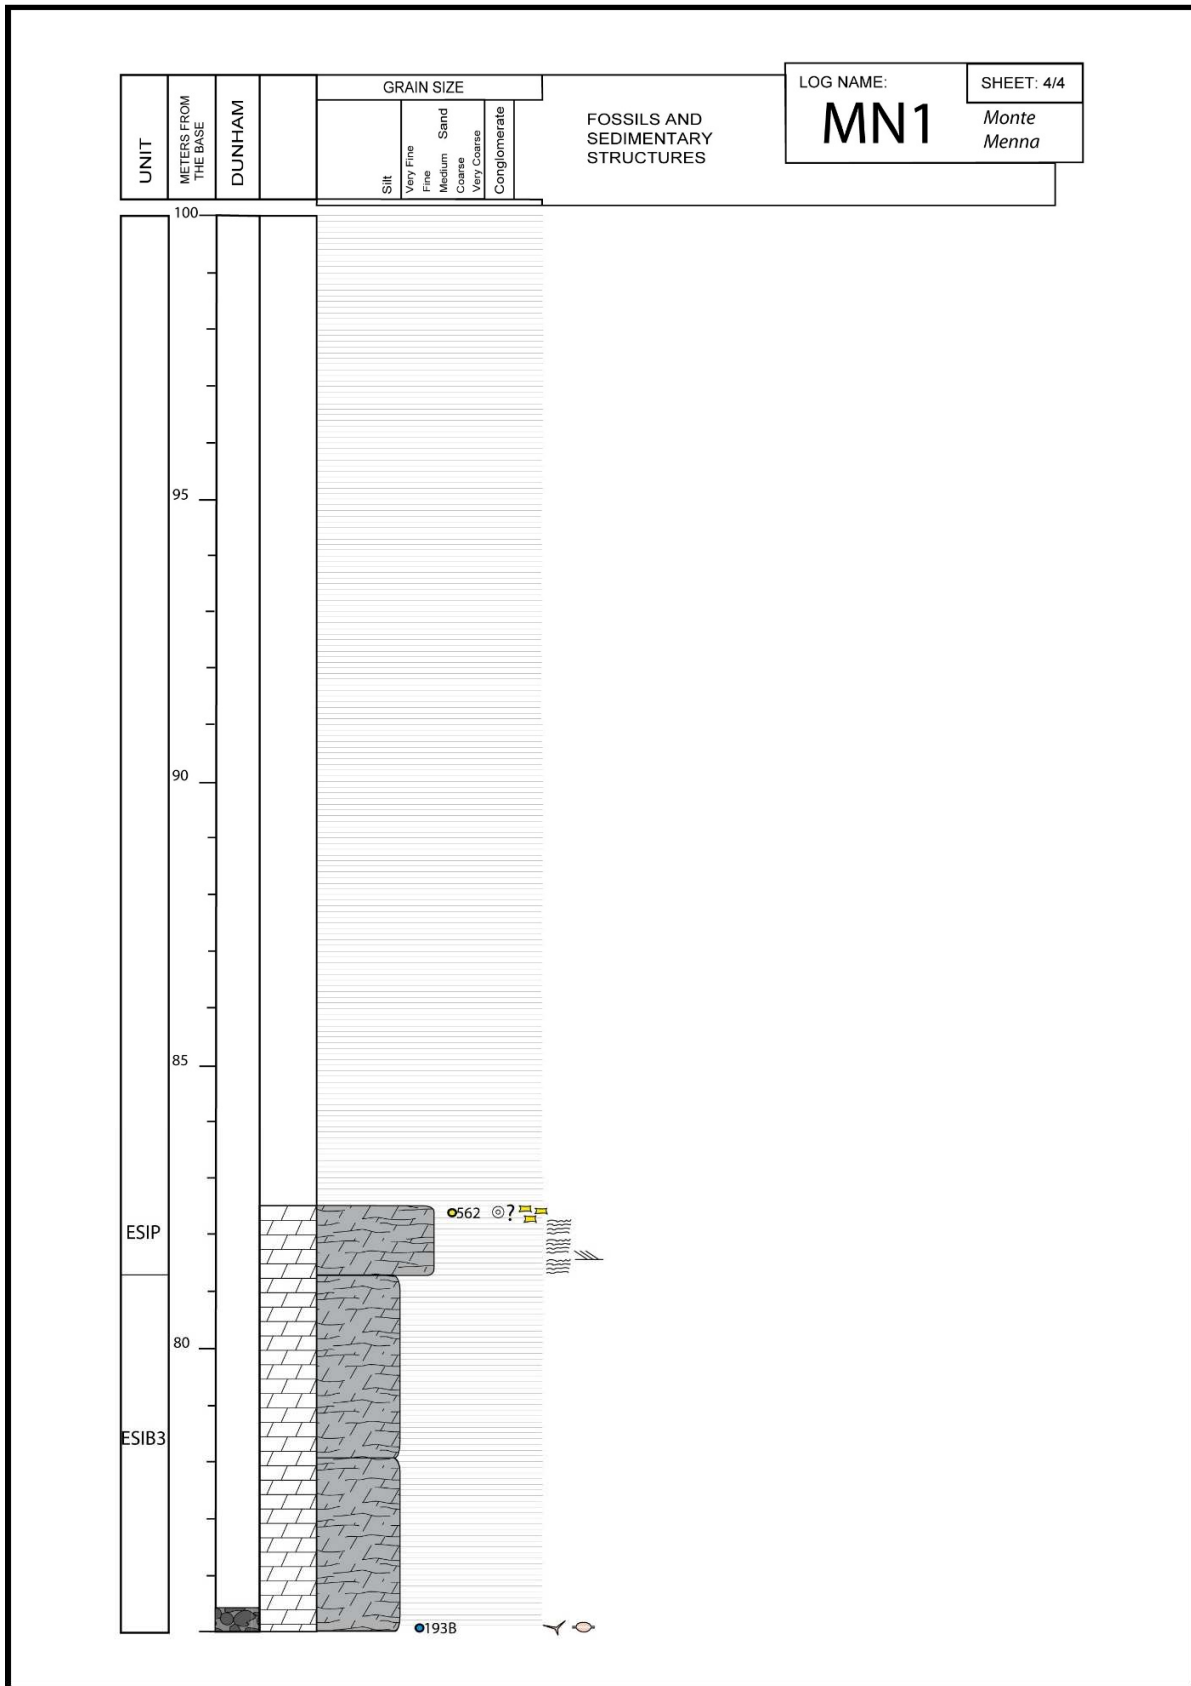 LOG NAME:
MN1
SHEET: 4/4
Monte
Menna
UNIT
METERS FROM
THE BASE
DUNHAM
GRAIN SIZE
Silt
Very Fine
Fine
Medium
Sand
Coarse
Very Coarse
Conglomerate
FOSSILS AND
SEDIMENTARY
STRUCTURES
100
95
90
85
562
?
ESIP
80
ESIB3
193B